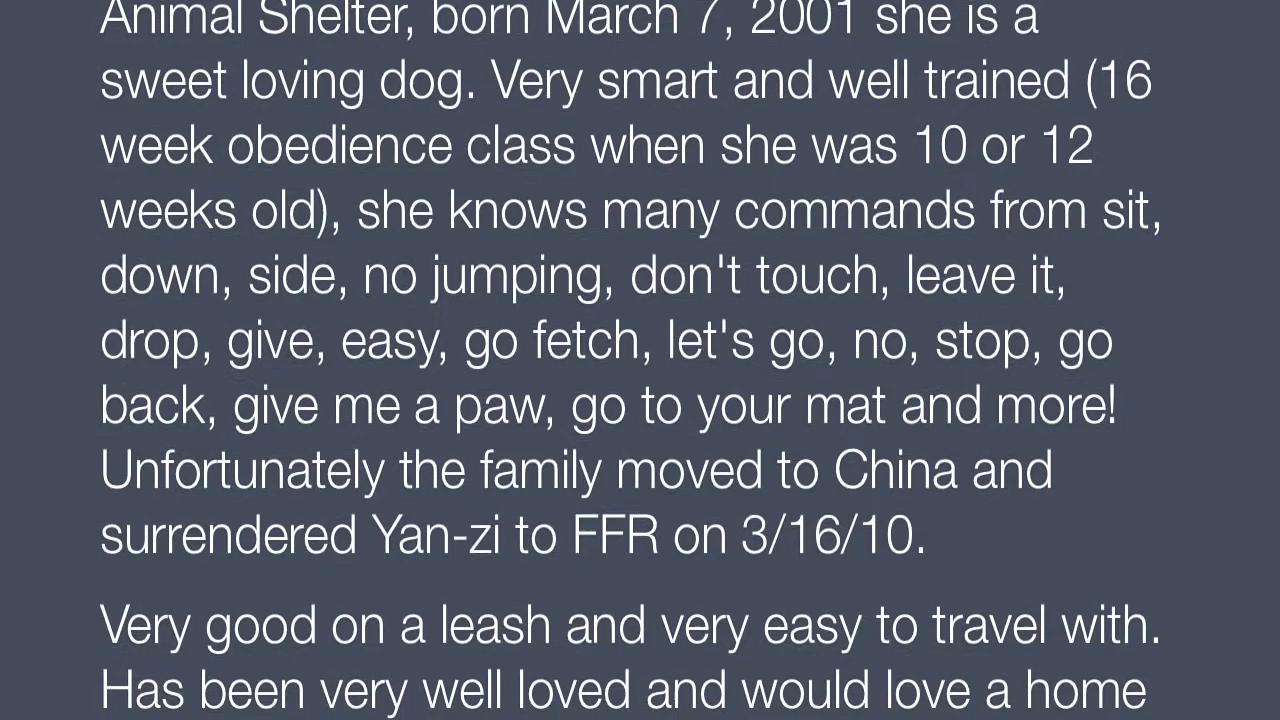 Animal Shelter, born March 7, 2001 she is a
sweet loving dog. Very smart and well trained (16
week obedience class when she was 10 or 12
weeks old), she knows many commands from sit,
down, side, no jumping, don't touch, leave it,
drop, give, easy, go fetch, let's go, no, stop, go
back, give me a paw, go to your mat and more!
Unfortunately the family moved to China and
surrendered Yan-zi to FFR on 3/16/10.
Very good on a leash and very easy to travel with.
Has been very well loved and would love a home